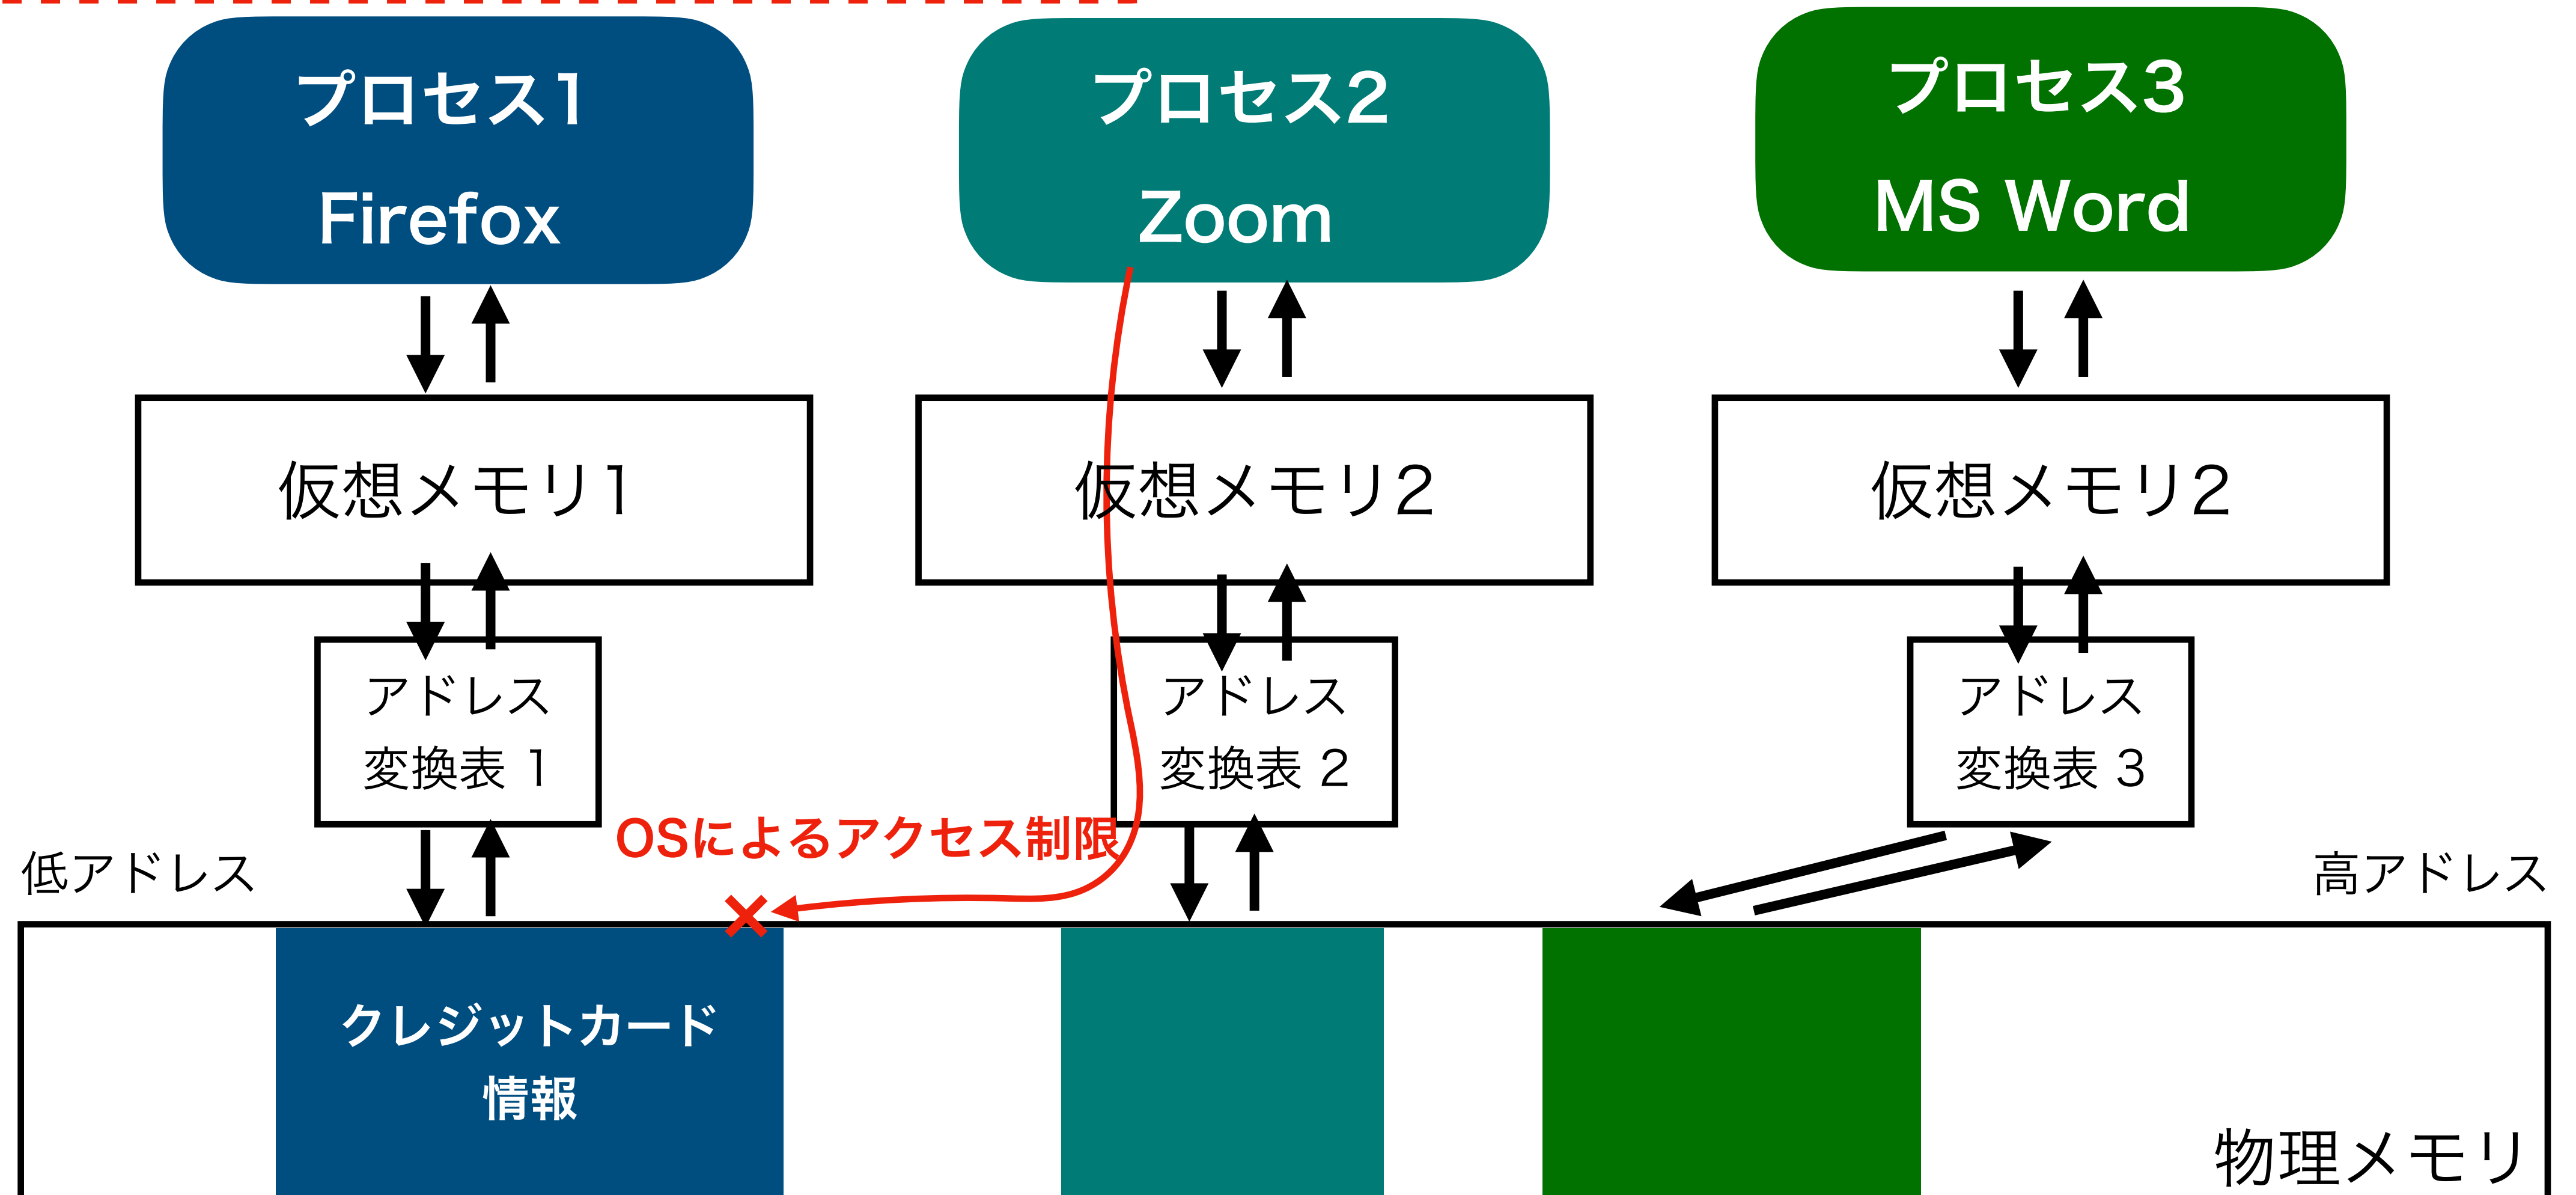 プロセス1
Firefox
プロセス2
Zoom
プロセス3
MS Word
仮想メモリ1
仮想メモリ2
仮想メモリ2
アドレス
変換表 1
アドレス
変換表 2
アドレス
変換表 3
OSによるアクセス制限
低アドレス
高アドレス
クレジットカード
情報
物理メモリ